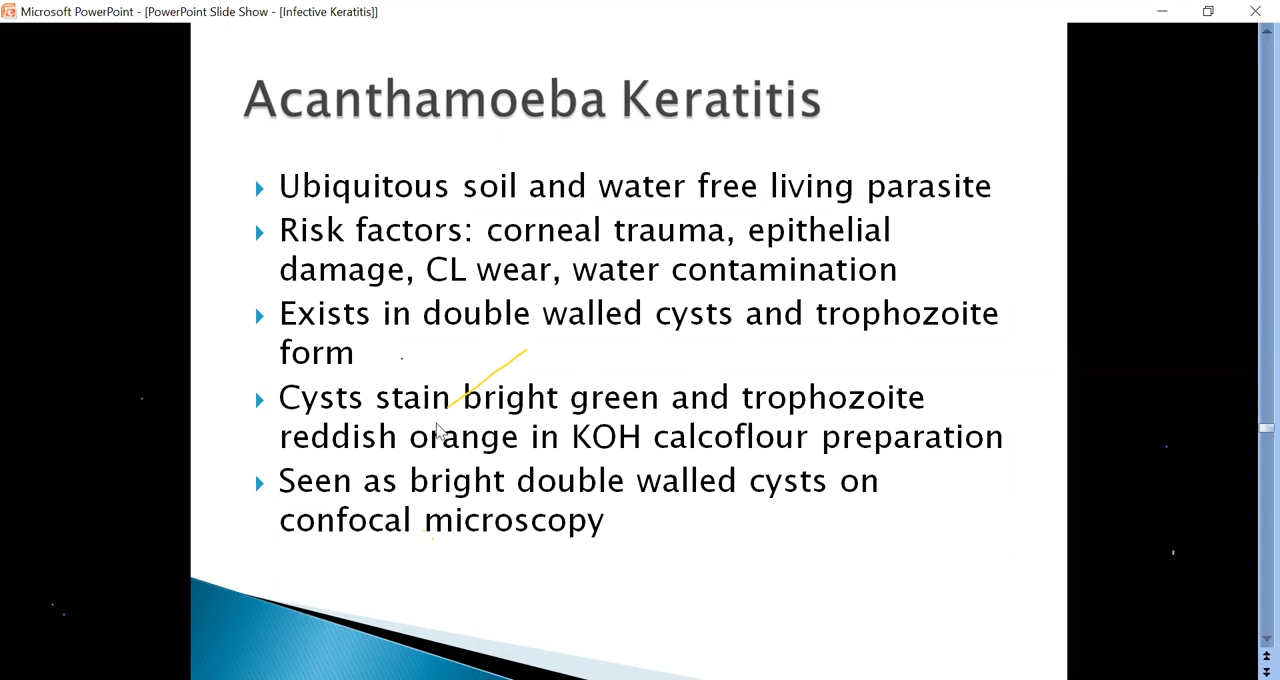 Microsoft PowerPoint - [PowerPoint Slide Show - [Infective Keratitis]]
Acanthamoeba Keratitis
Ubiquitous soil and water free living parasite
Risk factors: corneal trauma, epithelial
damage, CL wear, water contamination
Exists in double walled cysts and trophozoite
form
Cysts stain bright green and trophozoite
reddish orange in KOH calcoflour preparation
Seen as bright double walled cysts on
confocal microscopy